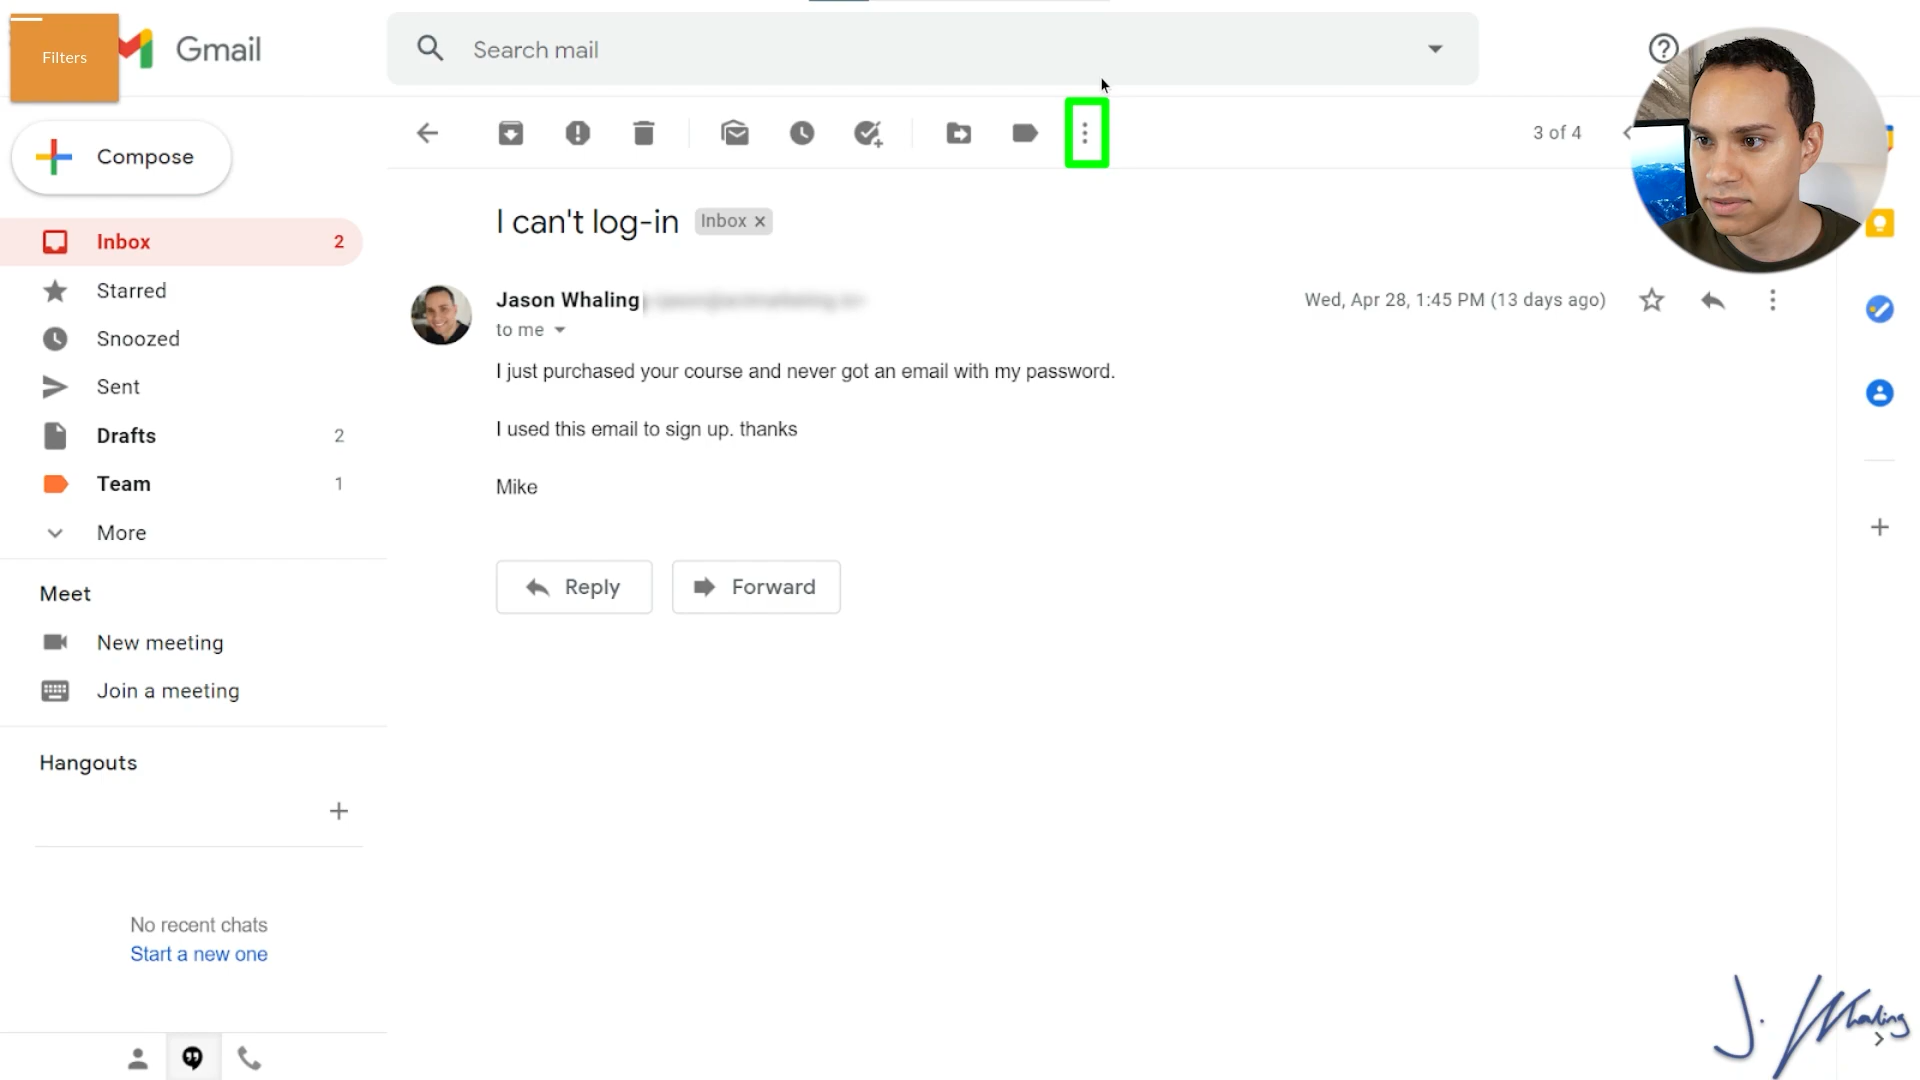 Filters
Gmail
Search mail
Compose
3 of 4
I can't log-in
Inbox
Inbox 2
Starred
Snoozed
Sent
Drafts 2
Team 1
More
Jason Whaling
Wed, Apr 28, 1:45 PM (13 days ago)
to me
I just purchased your course and never got an email with my password.
I used this email to sign up. thanks
Mike
Reply
Forward
Meet
New meeting
Join a meeting
Hangouts
No recent chats
Start a new one
J. Whaling